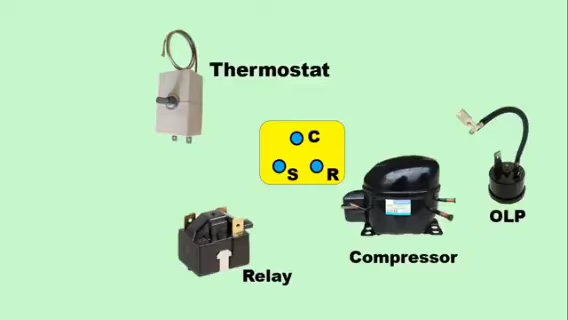 Thermostat
C
S R
OLP
Compressor
Relay